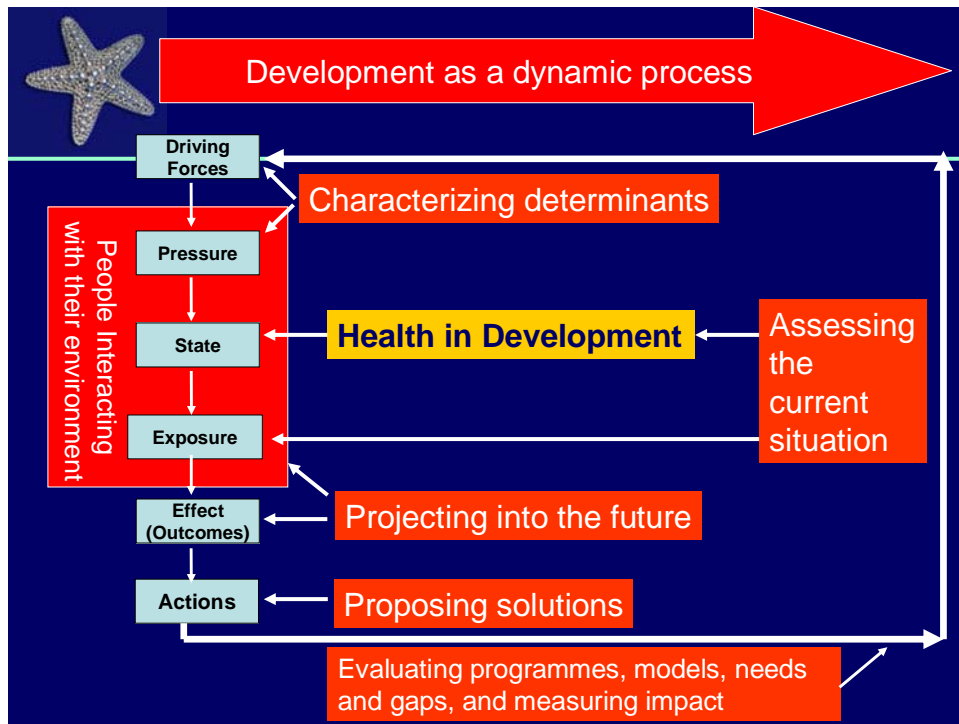 Development as a dynamic process
Driving
Forces
Characterizing determinants
People Interacting
with their environment
Pressure
State
Health in Development
Assessing
the
current
situation
Exposure
Effect
(Outcomes)
Projecting into the future
Actions
Proposing solutions
Evaluating programmes, models, needs
and gaps, and measuring impact